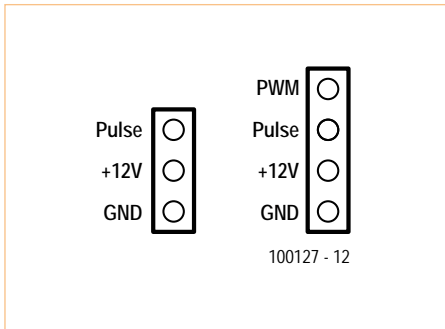 Pulse
+12V
GND
PWM
Pulse
+12V
GND
100127 - 12